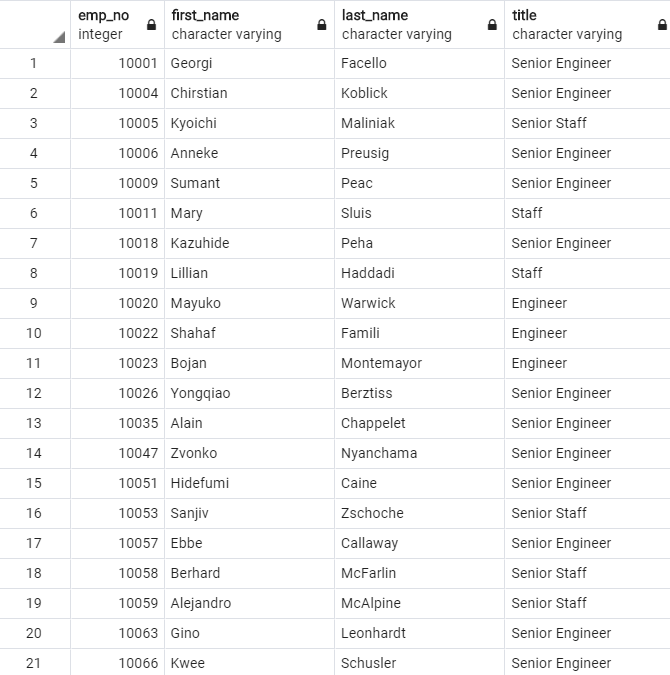 emp_no first_name last_name title
integer character varying character varying character varying
1 10001 Georgi Facello Senior Engineer
2 10004 Chirstian Koblick Senior Engineer
3 10005 Kyoichi Maliniak Senior Staff
4 10006 Anneke Preusig Senior Engineer
5 10009 Sumant Peac Senior Engineer
6 10011 Mary Sluis Staff
7 10018 Kazuhide Peha Senior Engineer
8 10019 Lillian Haddadi Staff
9 10020 Mayuko Warwick Engineer
10 10022 Shahaf Famili Engineer
11 10023 Bojan Montemayor Engineer
12 10026 Yongqiao Berztiss Senior Engineer
13 10035 Alain Chappelet Senior Engineer
14 10047 Zvonko Nyanchama Senior Engineer
15 10051 Hidefumi Caine Senior Engineer
16 10053 Sanjiv Zschoche Senior Staff
17 10057 Ebbe Callaway Senior Engineer
18 10058 Berhard McFarlin Senior Staff
19 10059 Alejandro McAlpine Senior Staff
20 10063 Gino Leonhardt Senior Engineer
21 10066 Kwee Schusler Senior Engineer